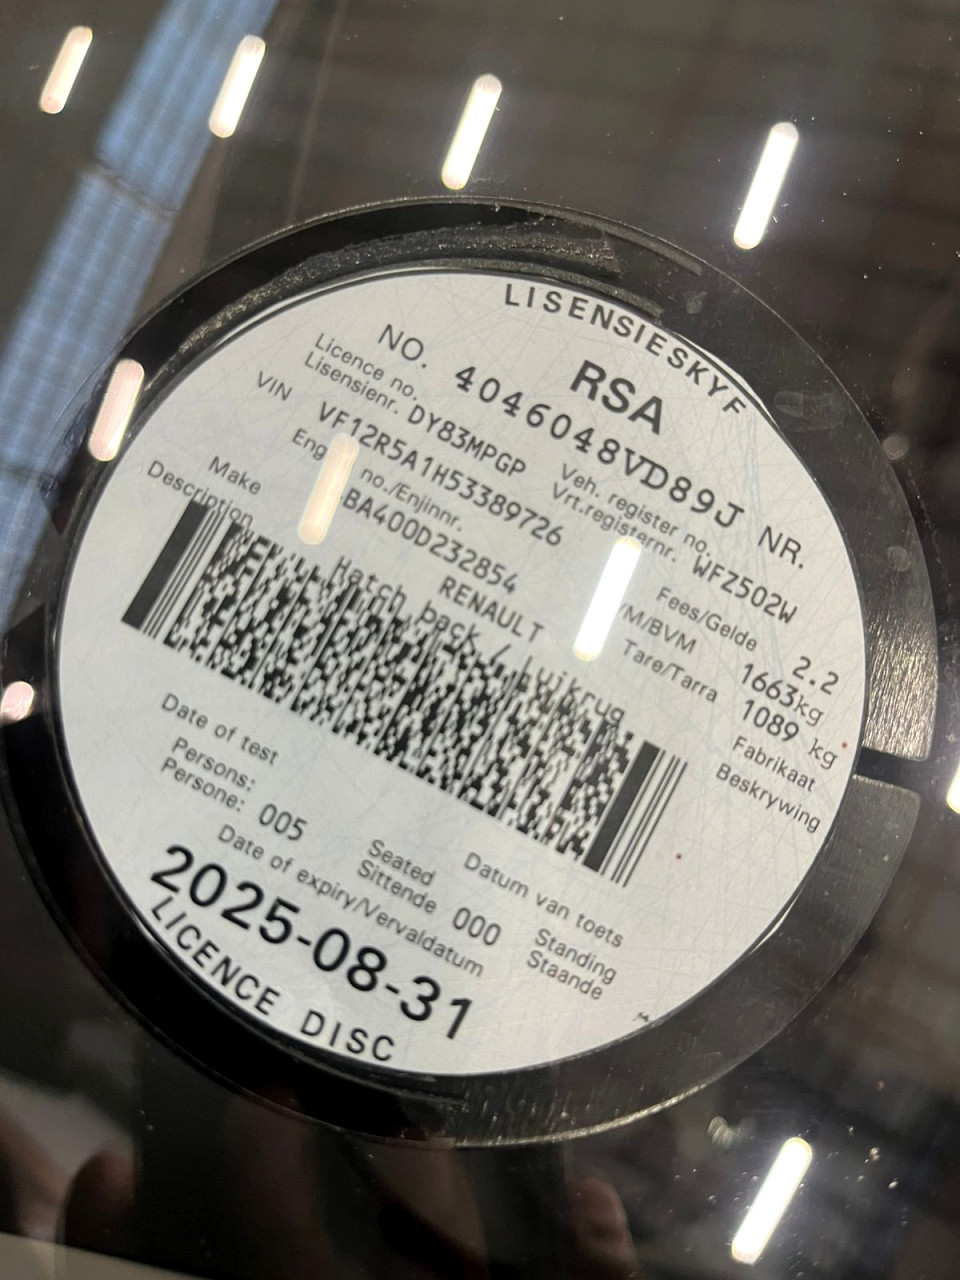 LISENSIESKYF
RSA
NO. 4046048VD89J NR.
Licence no. Lisensienr. DY83MPGP Veh. register no. Vrt.registernr. WFZ502W
VIN VF12R5A1H53389726 Fees/Gelde 2.2
no./Enjinnr. BA400D232854 /M/BVM 1663kg
Tare/Tarra 1089 kg
Make RENAULT Fabrikaat
Description Hatch back / Luikrug Beskrywing
Date of test Datum van toets
Persons: Persone: 005 Seated Sittende 000 Standing Staande
Date of expiry/Vervaldatum
2025-08-31
LICENCE DISC